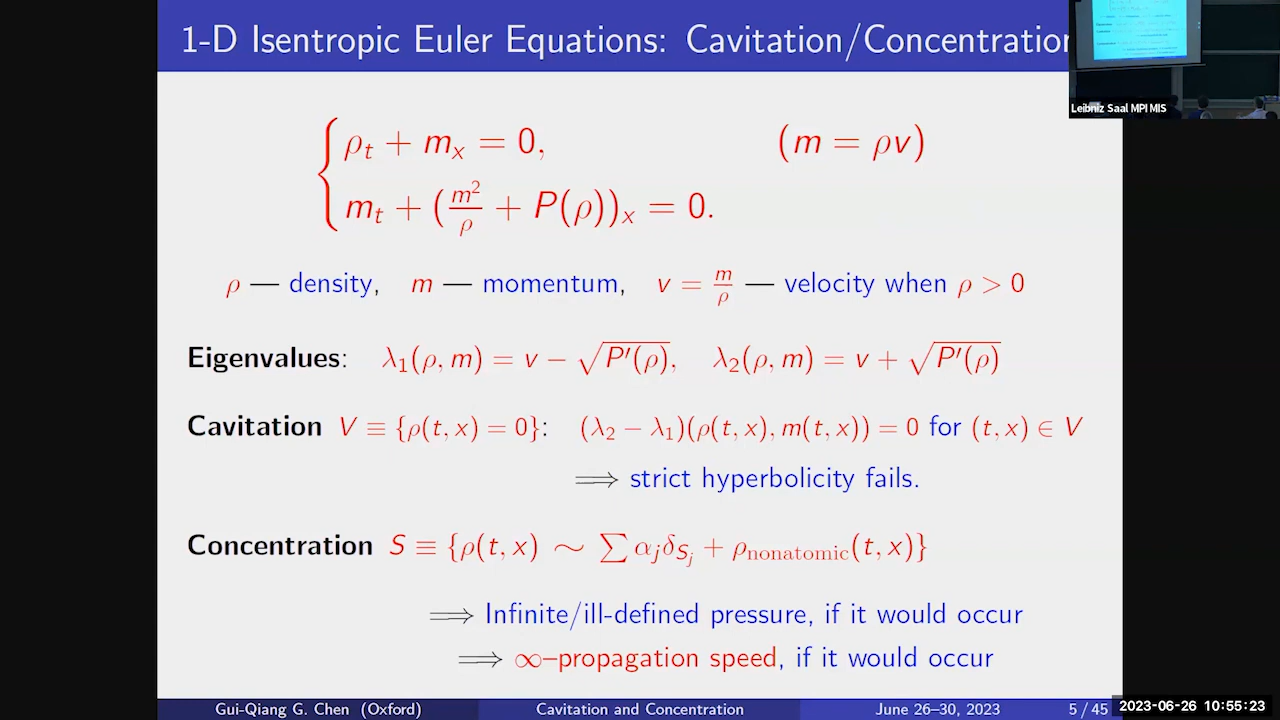 1-D Isentropic Euler Equations: Cavitation/Concentration
Leibniz Saal MPI MIS
ρ_t + m_x = 0, (m = ρv)
m_t + (m²/ρ + P(ρ))_x = 0.
ρ — density, m — momentum, v = m/ρ — velocity when ρ > 0
Eigenvalues: λ₁(ρ, m) = v − √P′(ρ), λ₂(ρ, m) = v + √P′(ρ)
Cavitation V ≡ {ρ(t, x) = 0}: (λ₂ − λ₁)(ρ(t, x), m(t, x)) = 0 for (t, x) ∈ V
⟹ strict hyperbolicity fails.
Concentration S ≡ {ρ(t, x) ∼ ∑ α_j δ_{S_j} + ρ_nonatomic(t, x)}
⟹ Infinite/ill-defined pressure, if it would occur
⟹ ∞–propagation speed, if it would occur
Gui-Qiang G. Chen (Oxford) Cavitation and Concentration June 26–30, 2023 5 / 45
2023-06-26 10:55:23